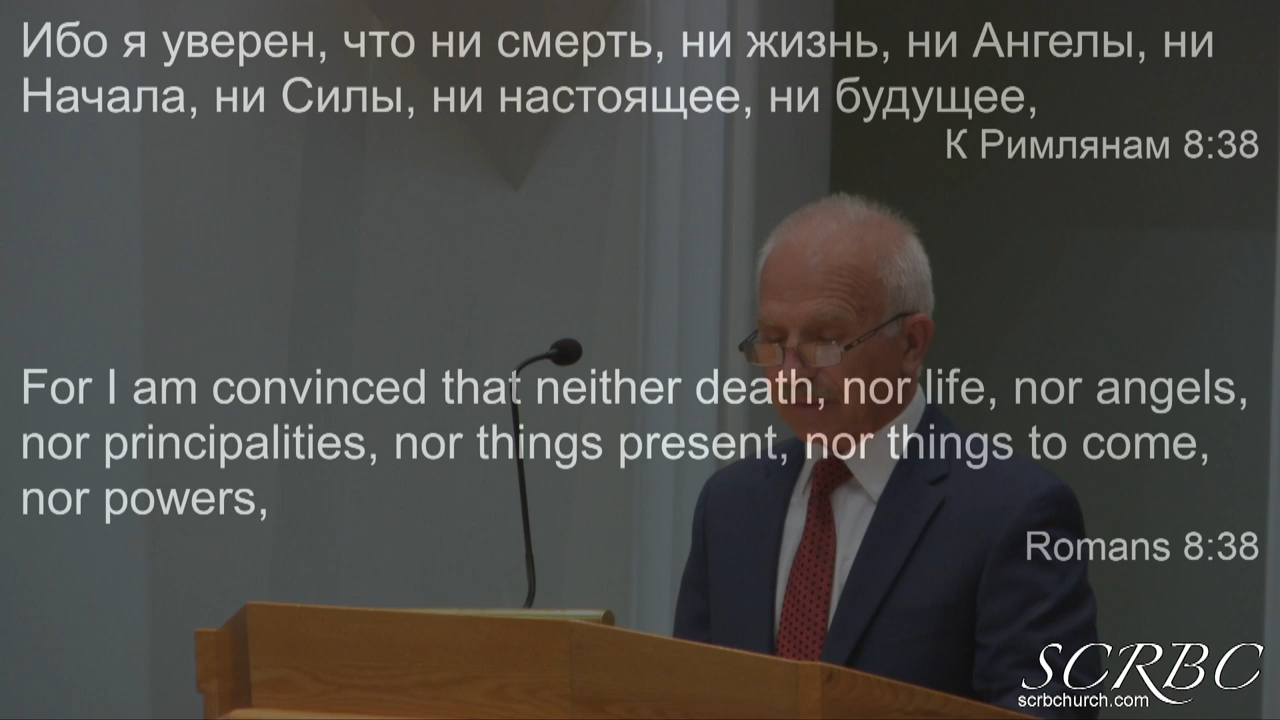 Ибо я уверен, что ни смерть, ни жизнь, ни Ангелы, ни
Начала, ни Силы, ни настоящее, ни будущее,
К Римлянам 8:38
For I am convinced that neither death, nor life, nor angels,
nor principalities, nor things present, nor things to come,
nor powers,
Romans 8:38
SCRBC
scrbchurch.com